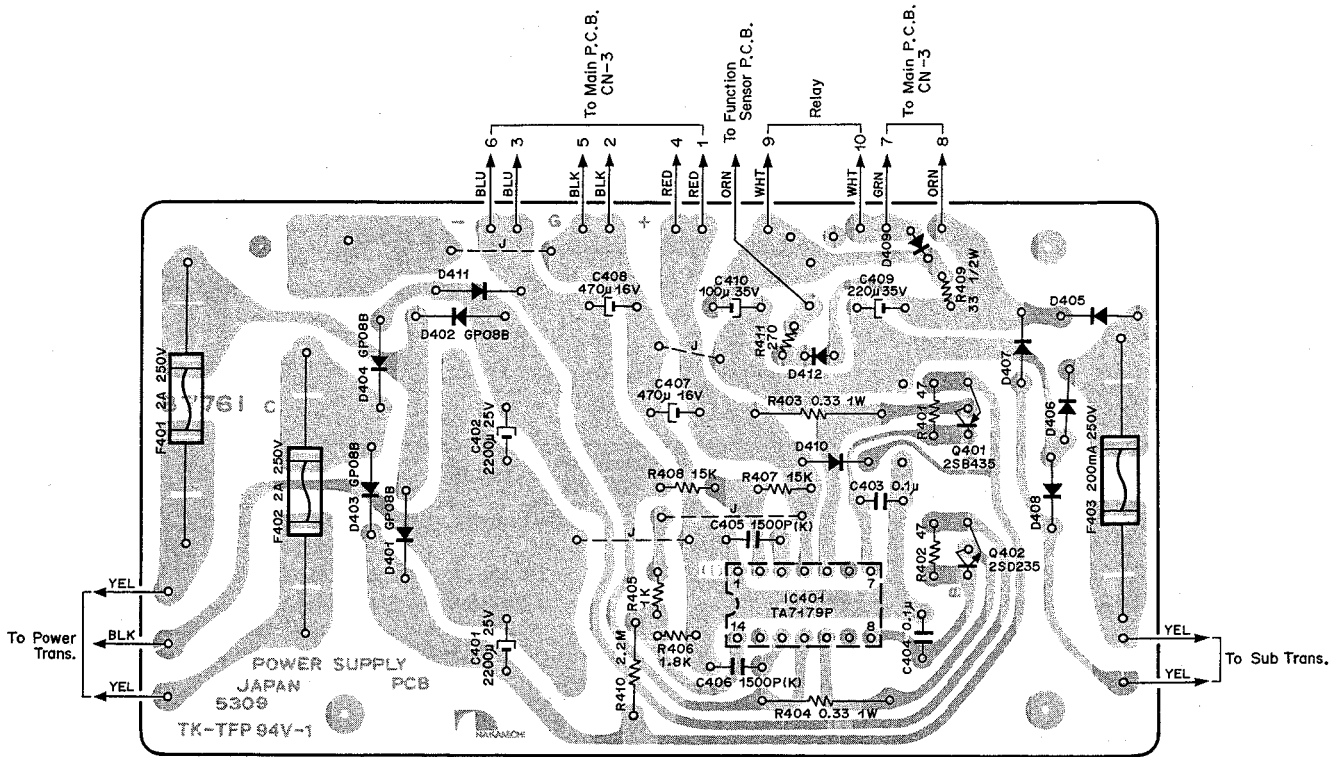 To Main P.C.B.
CN-3
To Function
Sensor P.C.B.
Relay
To Main P.C.B.
CN-3
6
3
5
2
4
1
9
10
7
8
BLU
BLU
BLK
BLK
RED
RED
ORN
WHT
WHT
GRN
ORN
-
G
+
J
D409
R409
33 1/2W
D411
C408
470μ 16V
C410
100μ 35V
C409
220μ 35V
D405
D402 GP08B
D404 GP08B
R411
270
D412
D407
J
F401 2A 250V
761 C
C407
470μ 16V
R403 0.33 1W
R401 47
D406
C402
2200μ 25V
D410
Q401
2SB435
F402 2A 250V
D403 GP08B
R408 15K
R407 15K
C403 0.1μ
D408
F403 200mA 250V
GP08B
D401
J
C405 1500P(K)
J
R402 47
Q402
2SD235
YEL
R405
1K
1
7
IC401
TA7179P
14
8
a
To Power
Trans.
BLK
C401
2200μ 25V
R406
1.8K
C404 0.1μ
YEL
To Sub Trans.
YEL
POWER SUPPLY
PCB
JAPAN
5309
R410 2.2M
C406 1500P(K)
YEL
R404 0.33 1W
TK-TFP 94V-1
NAKAMICHI